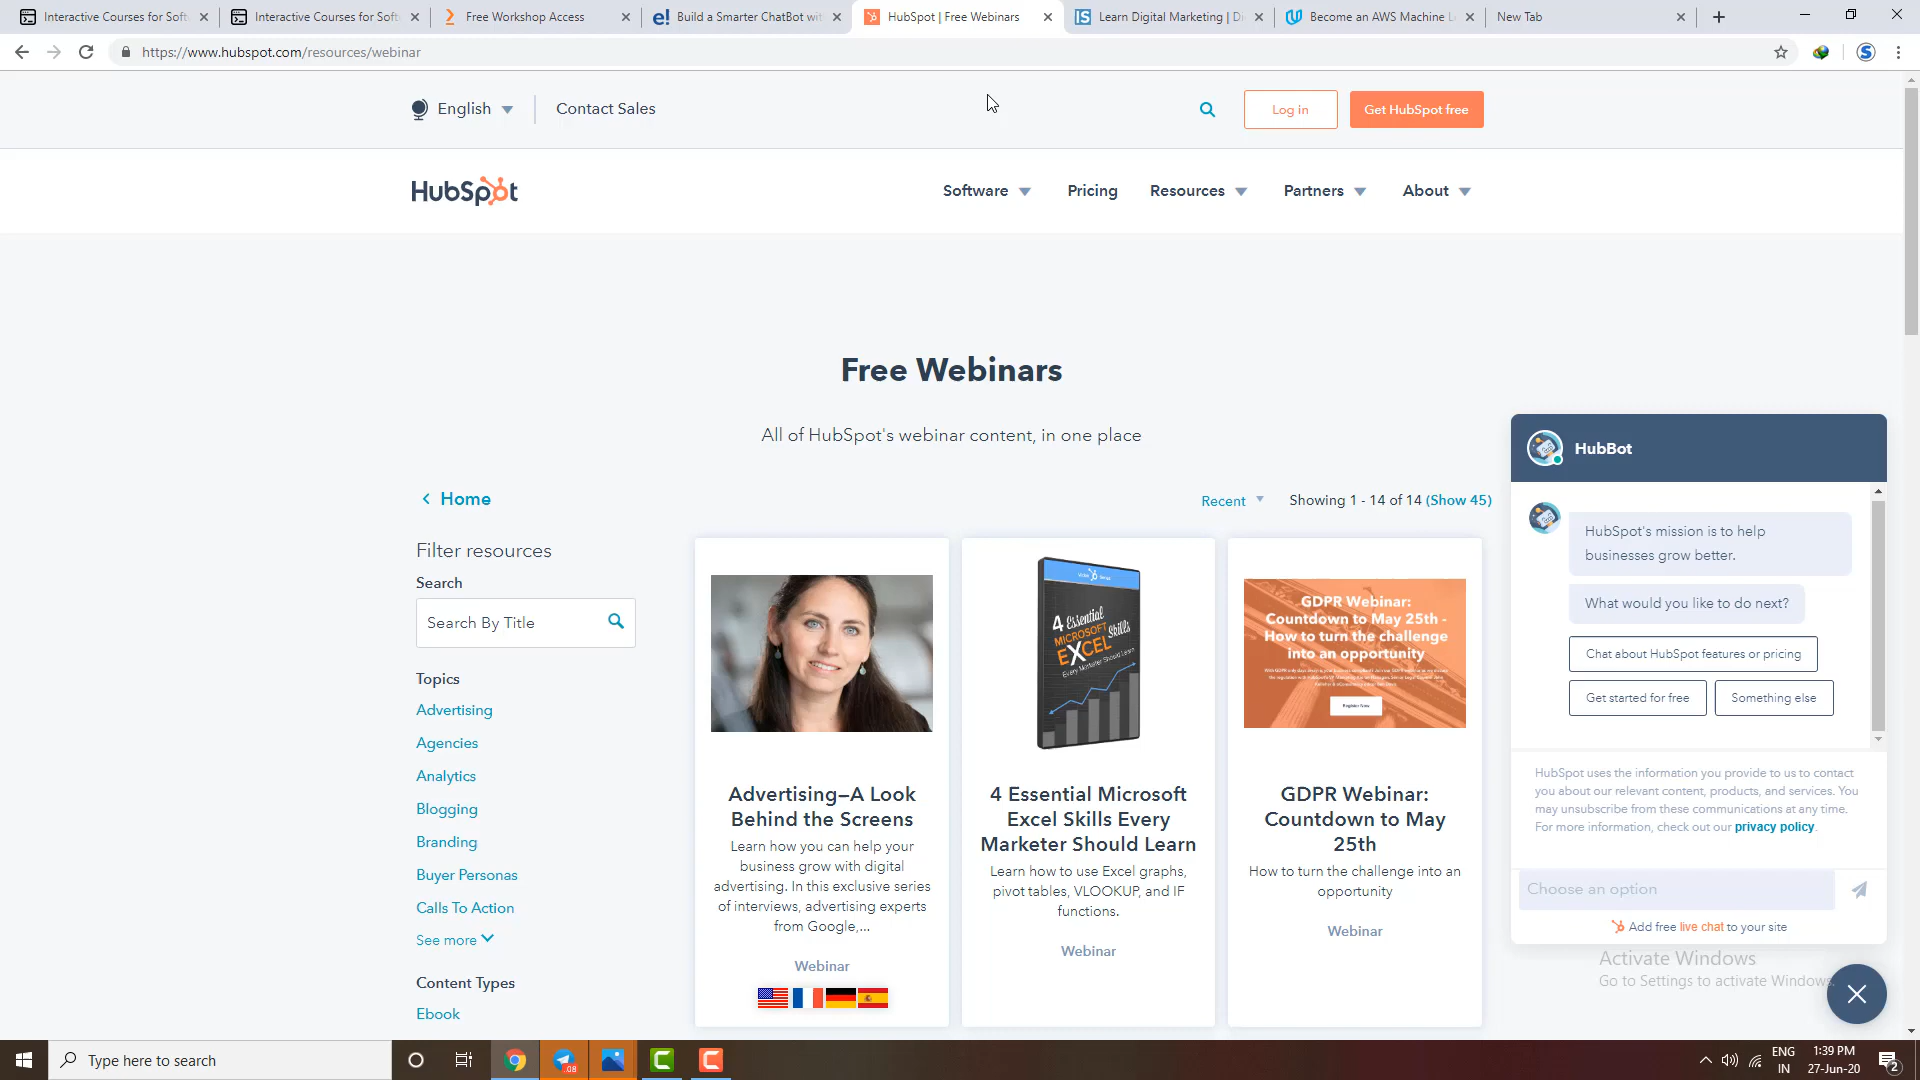 Interactive Courses for Soft
Interactive Courses for Soft
Free Workshop Access
Build a Smarter ChatBot wit
HubSpot | Free Webinars
Learn Digital Marketing | D
Become an AWS Machine L
New Tab
https://www.hubspot.com/resources/webinar
English
Contact Sales
Log in
Get HubSpot free
HubSpot
Software
Pricing
Resources
Partners
About
Free Webinars
All of HubSpot's webinar content, in one place
Home
Recent
Showing 1 - 14 of 14 (Show 45)
Filter resources
Search
Search By Title
Topics
Advertising
Agencies
Analytics
Blogging
Branding
Buyer Personas
Calls To Action
See more
Content Types
Ebook
Advertising–A Look
Behind the Screens
Learn how you can help your
business grow with digital
advertising. In this exclusive series
of interviews, advertising experts
from Google,...
Webinar
4 Essential
MICROSOFT
EXCEL Skills
Every Marketer Should Learn
4 Essential Microsoft
Excel Skills Every
Marketer Should Learn
Learn how to use Excel graphs,
pivot tables, VLOOKUP, and IF
functions.
Webinar
GDPR Webinar:
Countdown to May 25th -
How to turn the challenge
into an opportunity
Register Now
GDPR Webinar:
Countdown to May
25th
How to turn the challenge into an
opportunity
Webinar
HubBot
HubSpot's mission is to help
businesses grow better.
What would you like to do next?
Chat about HubSpot features or pricing
Get started for free
Something else
HubSpot uses the information you provide to us to contact
you about our relevant content, products, and services. You
may unsubscribe from these communications at any time.
For more information, check out our privacy policy.
Choose an option
Add free live chat to your site
Activate Windows
Go to Settings to activate Windows.
Type here to search
.08
ENG
IN
1:39 PM
27-Jun-20
2